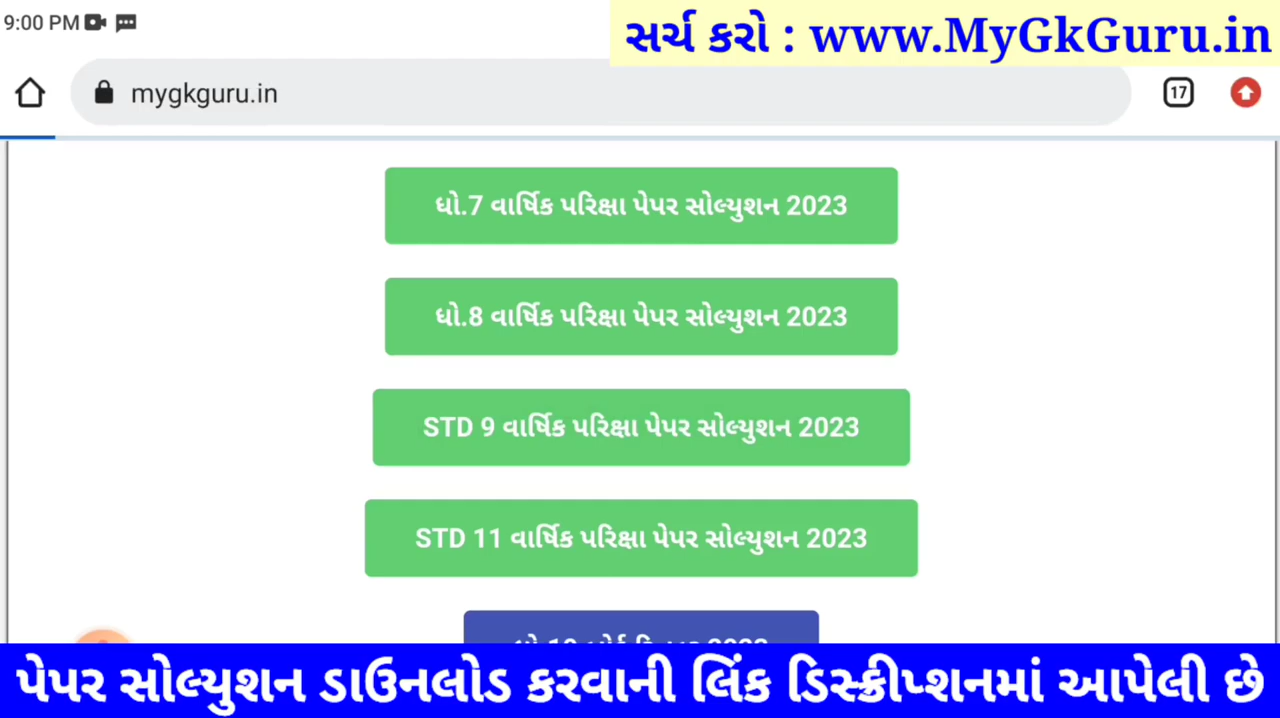 9:00 PM
સર્ચ કરો : www.MyGkGuru.in
mygkguru.in
17
ધો.7 વાર્ષિક પરિક્ષા પેપર સોલ્યુશન 2023
ધો.8 વાર્ષિક પરિક્ષા પેપર સોલ્યુશન 2023
STD 9 વાર્ષિક પરિક્ષા પેપર સોલ્યુશન 2023
STD 11 વાર્ષિક પરિક્ષા પેપર સોલ્યુશન 2023
પેપર સોલ્યુશન ડાઉનલોડ કરવાની લિંક ડિસ્ક્રીપ્શનમાં આપેલી છે